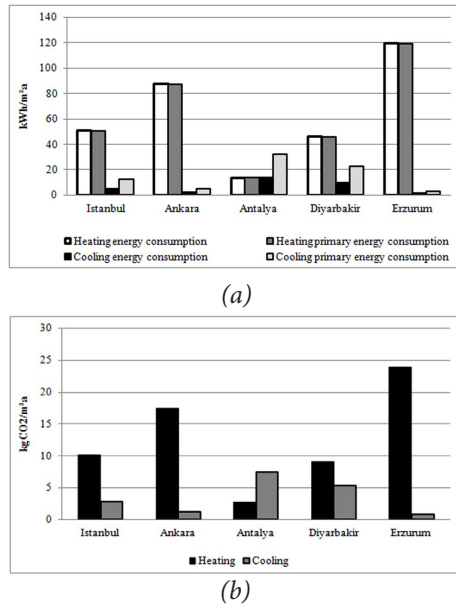 140
120
100
80
60
40
20
0
kWh/m²a
Istanbul Ankara Antalya Diyarbakir Erzurum
Heating energy consumption Heating primary energy consumption
Cooling energy consumption Cooling primary energy consumption
(a)
30
25
20
15
10
5
0
kgCO2/m²a
Istanbul Ankara Antalya Diyarbakir Erzurum
Heating Cooling
(b)